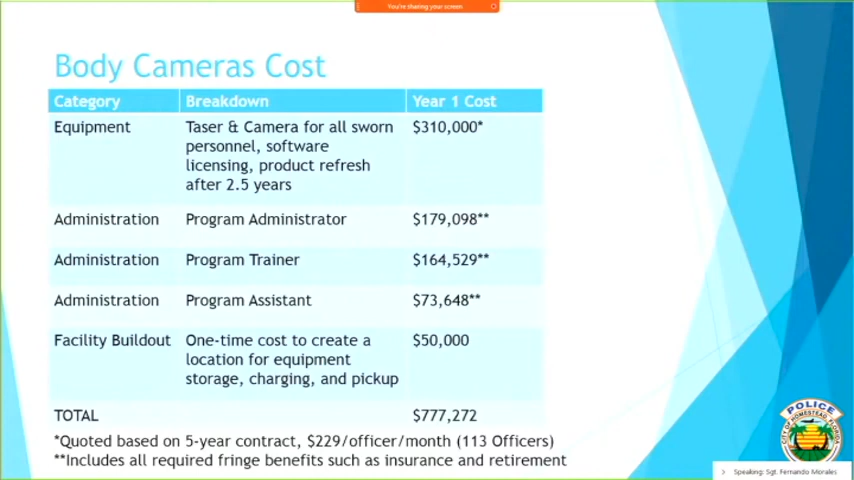 You're sharing your screen
Body Cameras Cost
Category Breakdown Year 1 Cost
Equipment Taser & Camera for all sworn $310,000*
personnel, software
licensing, product refresh
after 2.5 years
Administration Program Administrator $179,098**
Administration Program Trainer $164,529**
Administration Program Assistant $73,648**
Facility Buildout One-time cost to create a $50,000
location for equipment
storage, charging, and pickup
TOTAL $777,272
*Quoted based on 5-year contract, $229/officer/month (113 Officers)
**Includes all required fringe benefits such as insurance and retirement
POLICE
CITY OF HOMESTEAD, FLORIDA
Speaking: Sgt. Fernando Morales